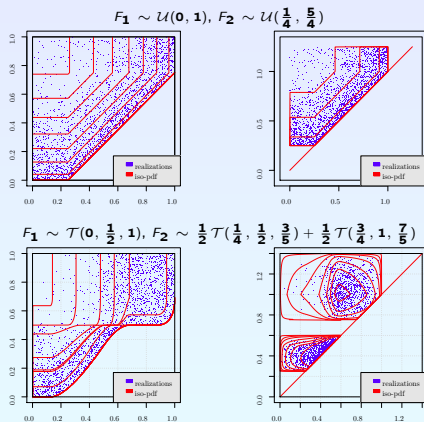 F₁ ∼ 𝒰(0, 1), F₂ ∼ 𝒰(1/4, 5/4)
0.0 0.2 0.4 0.6 0.8 1.0
0.0 0.2 0.4 0.6 0.8 1.0
realizations
iso-pdf
0.0 0.5 1.0
0.0 0.5 1.0
realizations
iso-pdf
F₁ ∼ 𝒯(0, 1/2, 1), F₂ ∼ 1/2 𝒯(1/4, 1/2, 3/5) + 1/2 𝒯(3/4, 1, 7/5)
0.0 0.2 0.4 0.6 0.8 1.0
0.0 0.2 0.4 0.6 0.8 1.0
realizations
iso-pdf
0.0 0.4 0.8 1.2
0.0 0.2 0.4 0.6 0.8 1.4
realizations
iso-pdf